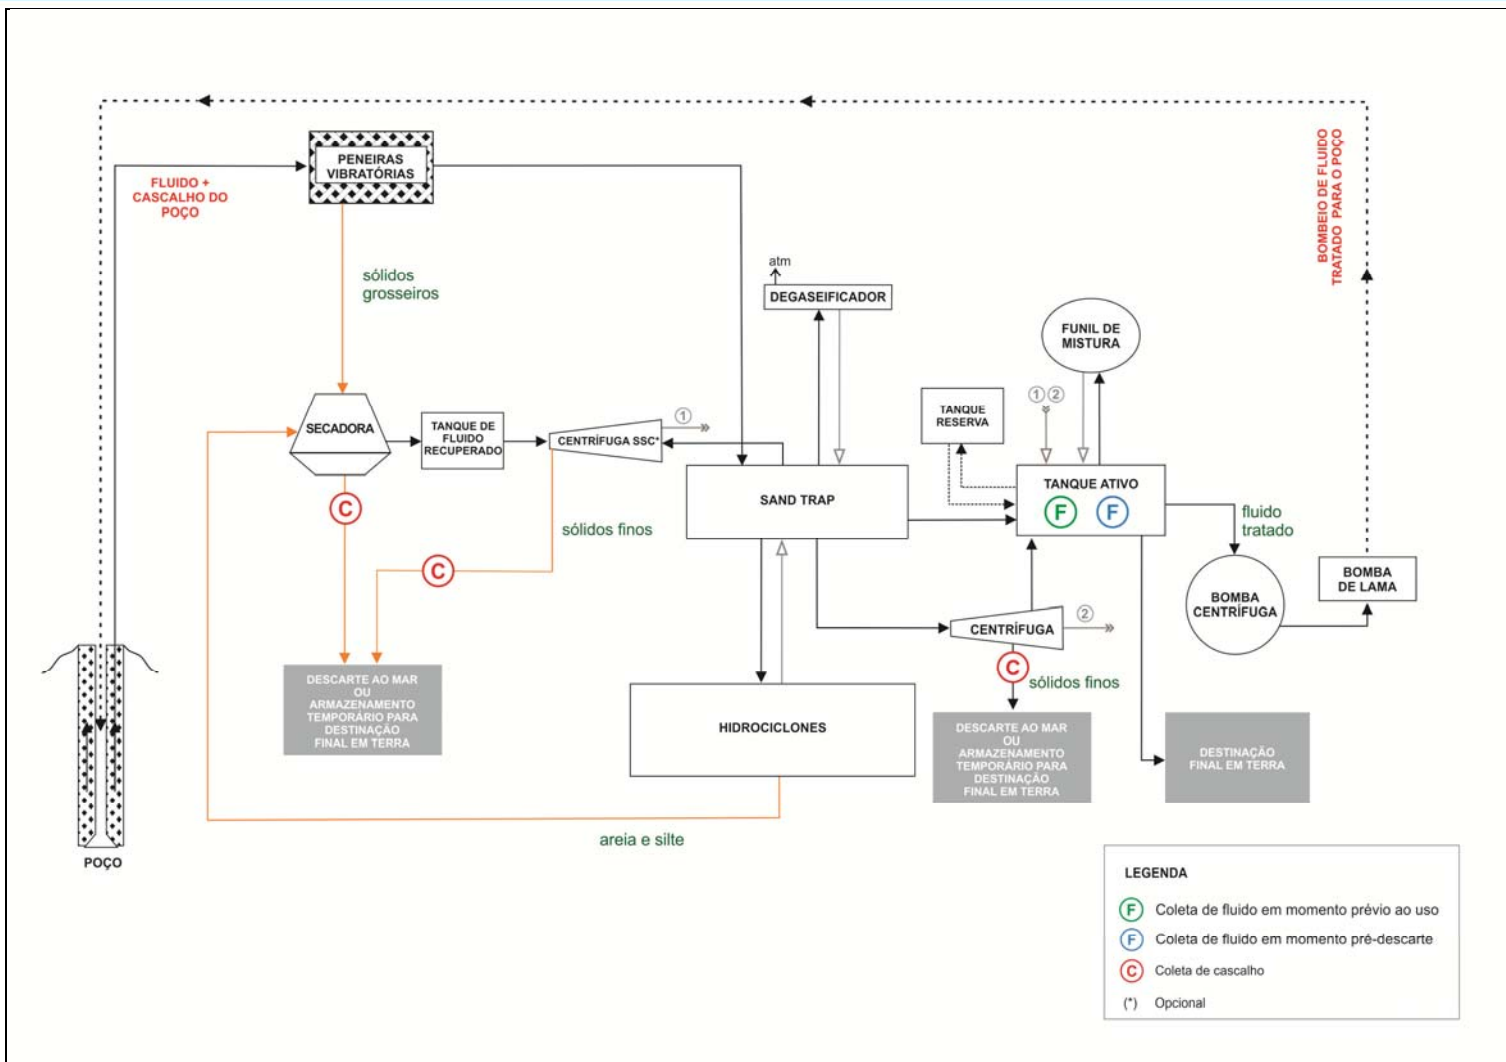 BOMBEIO DE FLUIDO
TRATADO PARA O POÇO
PENEIRAS
VIBRATÓRIAS
FLUIDO +
CASCALHO DO
POÇO
sólidos
grosseiros
atm
DEGASEIFICADOR
FUNIL DE
MISTURA
SECADORA
TANQUE DE
FLUIDO
RECUPERADO
CENTRÍFUGA SSC*
1
TANQUE
RESERVA
1 2
SAND TRAP
TANQUE ATIVO
F F
C
sólidos finos
C
fluido
tratado
BOMBA
CENTRÍFUGA
BOMBA
DE LAMA
CENTRÍFUGA
2
C
sólidos finos
DESCARTE AO MAR
OU
ARMAZENAMENTO
TEMPORÁRIO PARA
DESTINAÇÃO
FINAL EM TERRA
HIDROCICLONES
DESCARTE AO MAR
OU
ARMAZENAMENTO
TEMPORÁRIO PARA
DESTINAÇÃO
FINAL EM TERRA
DESTINAÇÃO
FINAL EM TERRA
areia e silte
POÇO
LEGENDA
F Coleta de fluido em momento prévio ao uso
F Coleta de fluido em momento pré-descarte
C Coleta de cascalho
(*) Opcional